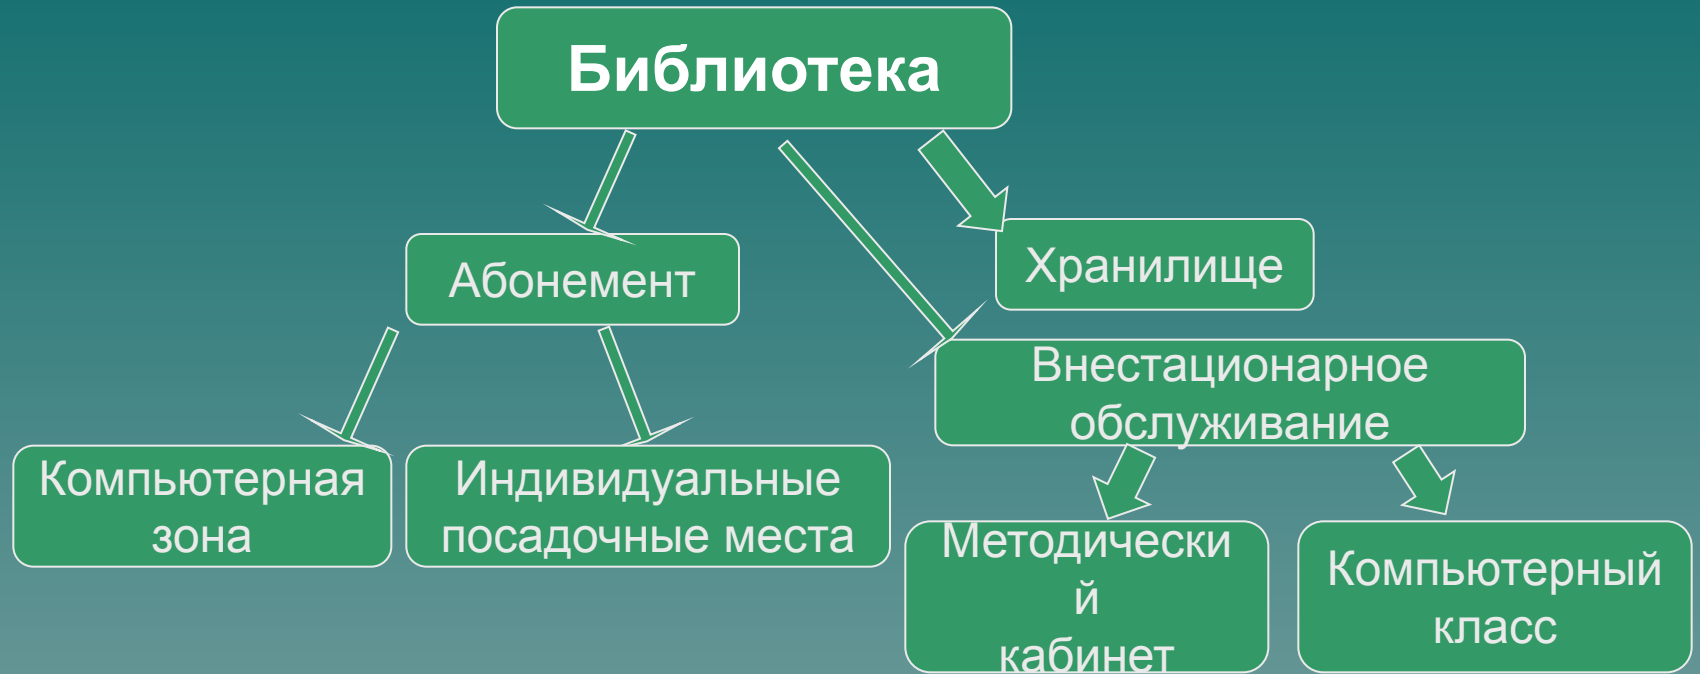 Библиотека
Абонемент
Хранилище
Внестационарное
обслуживание
Компьютерная
зона
Индивидуальные
посадочные места
Методически
й
кабинет
Компьютерный
класс